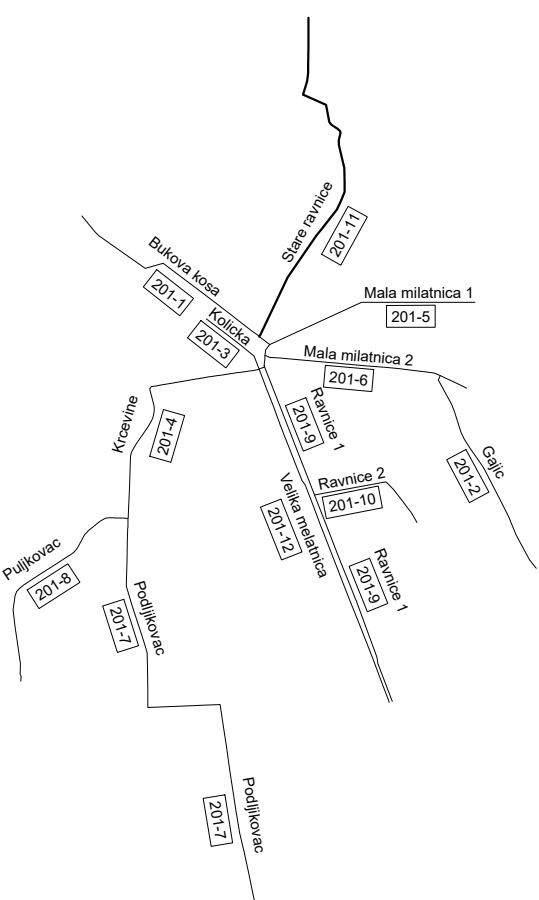 Stare ravnice
201-11
Bukova kosa
201-1
Kolicka
201-3
Mala milatnica 1
201-5
Mala milatnica 2
201-6
Krcevine
201-4
Ravnice 1
201-9
Gajic
201-2
Ravnice 2
201-10
Velika melatnica
201-12
Ravnice 1
201-9
Puljkovac
201-8
Podljikovac
201-7
Podljikovac
201-7